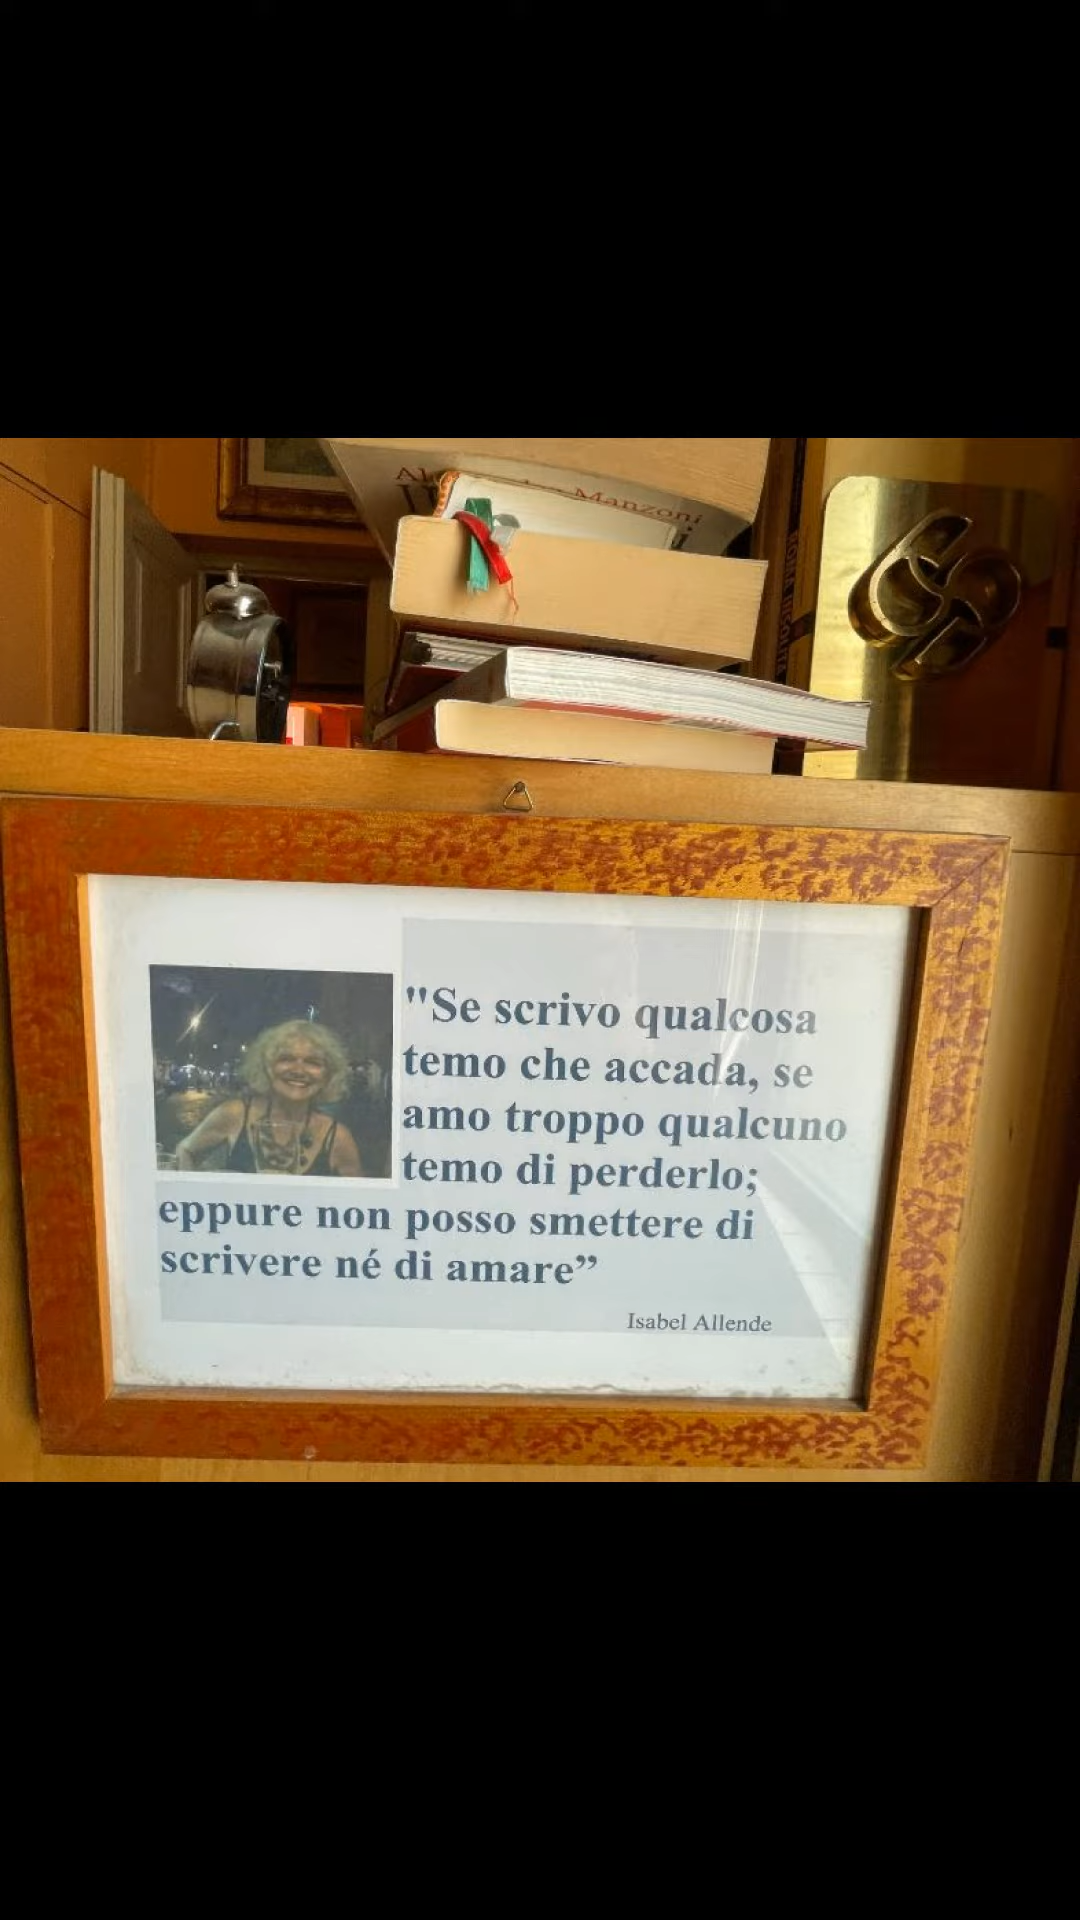 Manzoni
"Se scrivo qualcosa
temo che accada, se
amo troppo qualcuno
temo di perderlo;
eppure non posso smettere di
scrivere né di amare”
Isabel Allende